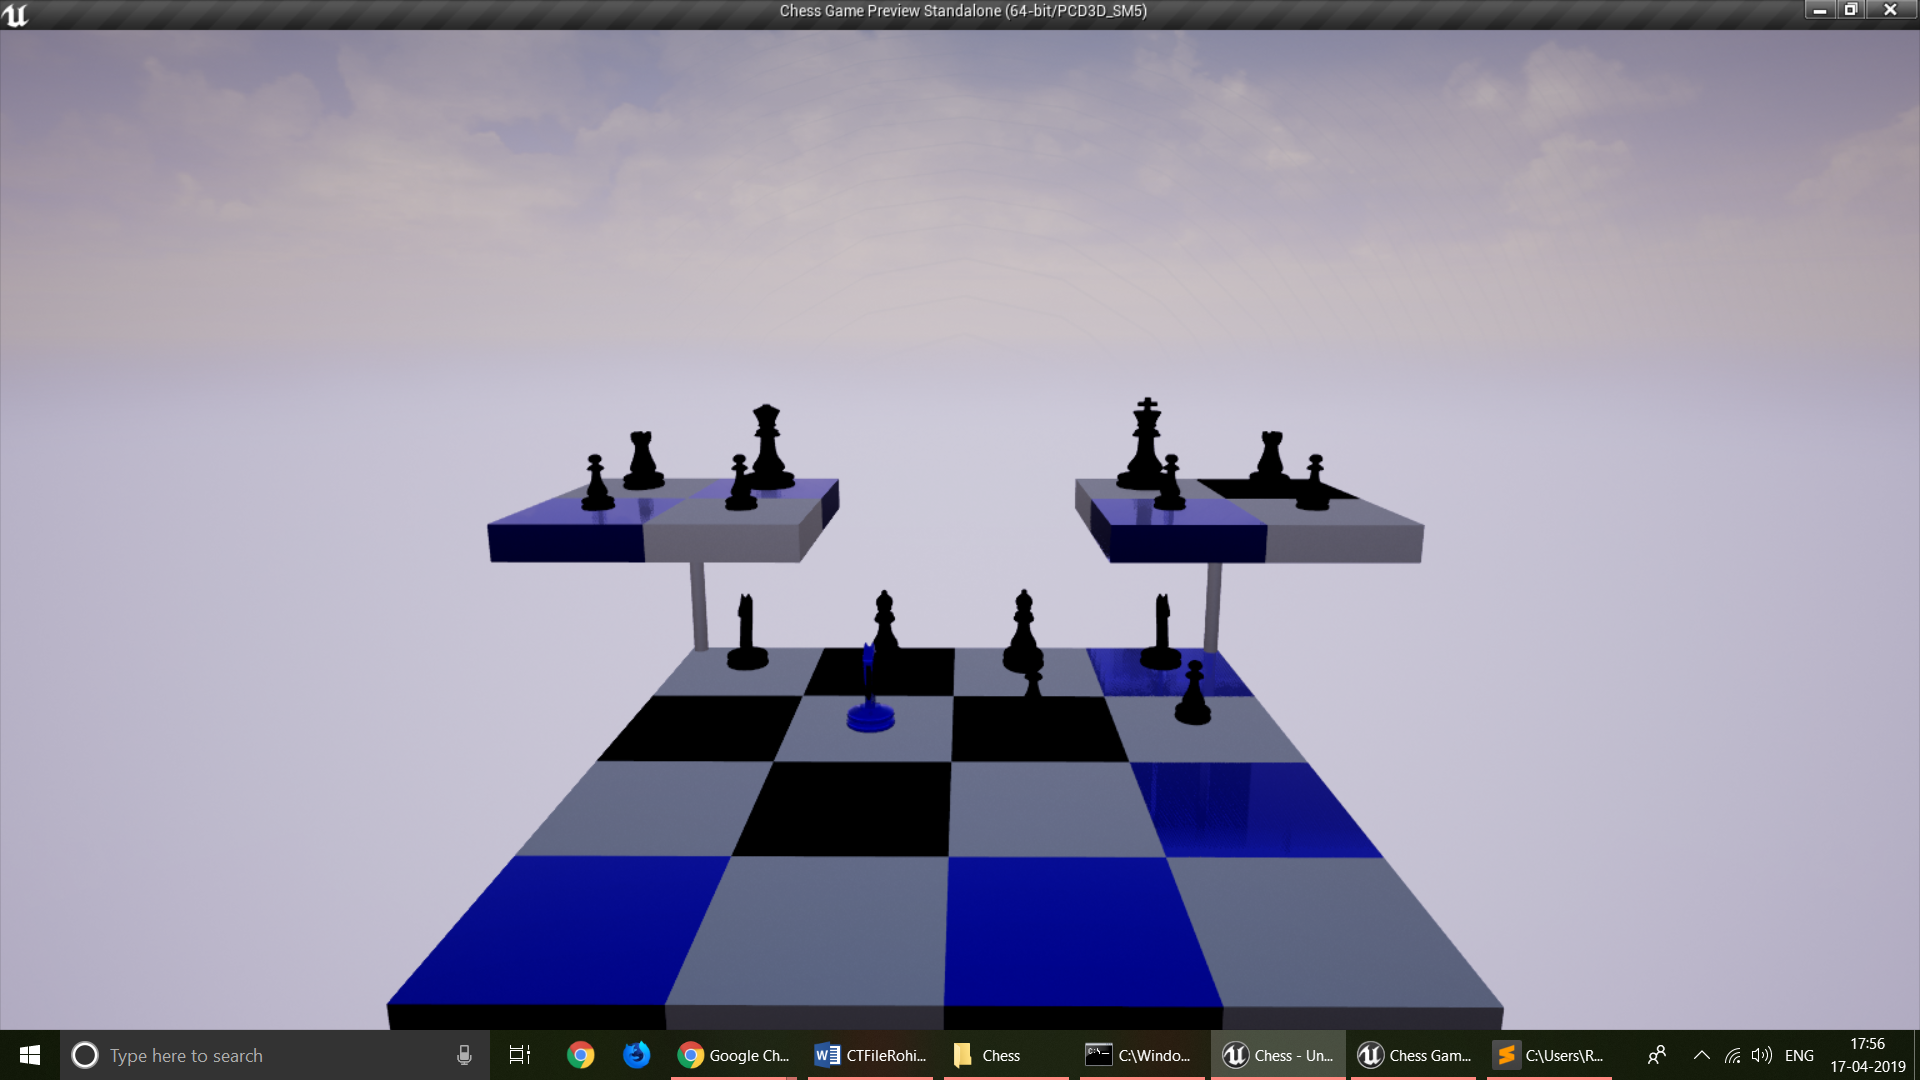 Chess Game Preview Standalone (64-bit/PCD3D_SM5)
Type here to search
Google Ch...
CTFileRohi...
Chess
C:\Windo...
Chess - Un...
Chess Gam...
C:\Users\R...
ENG
17:56
17-04-2019